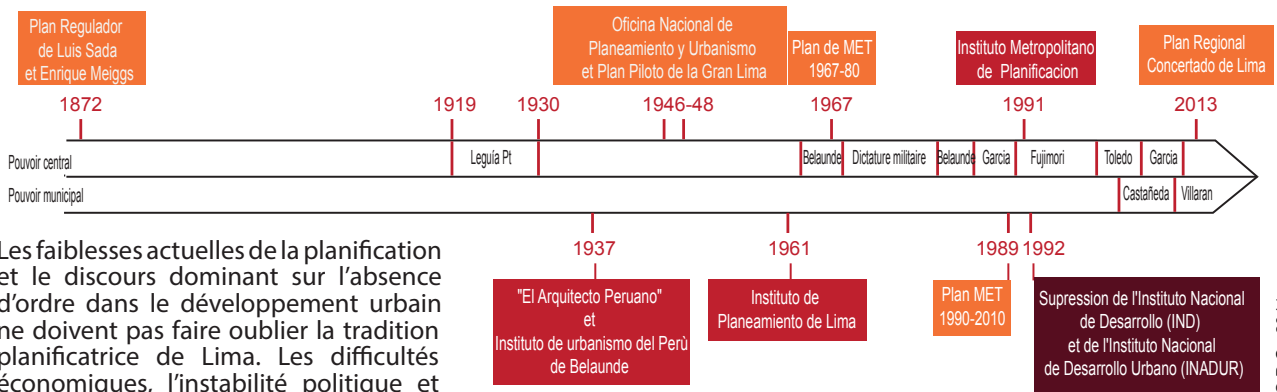 Plan Regulador
de Luis Sada
et Enrique Meiggs
Oficina Nacional de
Planeamiento y Urbanismo
et Plan Piloto de la Gran Lima
Plan de MET
1967-80
Instituto Metropolitano
de Planificacion
Plan Regional
Concertado de Lima
1872
1919
1930
1946-48
1967
1991
2013
Pouvoir central
Leguía Pt
Belaunde
Dictature militaire
Belaunde
Garcia
Fujimori
Toledo
Garcia
Pouvoir municipal
Castañeda
Villaran
1937
1961
1989
1992
"El Arquitecto Peruano"
et
Instituto de urbanismo del Perù
de Belaunde
Instituto de
Planeamiento de Lima
Plan MET
1990-2010
Supression de l'Instituto Nacional
de Desarrollo (IND)
et de l'Instituto Nacional
de Desarrollo Urbano (INADUR)
Les faiblesses actuelles de la planification
et le discours dominant sur l'absence
d'ordre dans le développement urbain
ne doivent pas faire oublier la tradition
planificatrice de Lima. Les difficultés
économiques, l'instabilité politique et